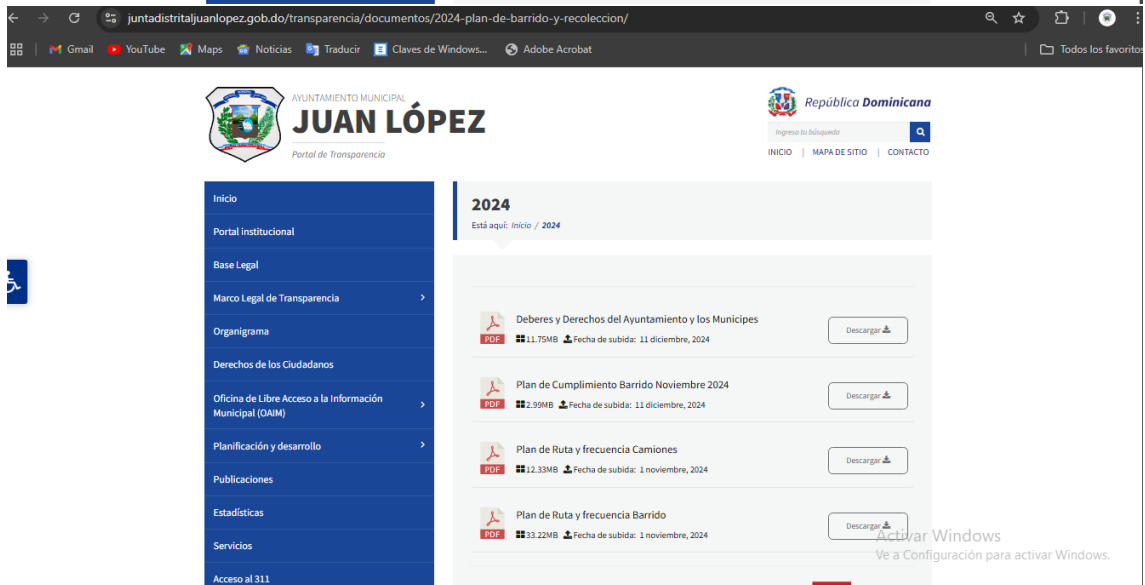 juntadistritaljuanlopez.gob.do/transparencia/documentos/2024-plan-de-barrido-y-recoleccion/
Gmail YouTube Maps Noticias Traducir Claves de Windows... Adobe Acrobat Todos los favoritos
AYUNTAMIENTO MUNICIPAL
JUAN LÓPEZ
Portal de Transparencia
República Dominicana
Ingresa tu búsqueda
INICIO | MAPA DE SITIO | CONTACTO
Inicio
Portal institucional
Base Legal
Marco Legal de Transparencia
Organigrama
Derechos de los Ciudadanos
Oficina de Libre Acceso a la Información
Municipal (OAIM)
Planificación y desarrollo
Publicaciones
Estadísticas
Servicios
Acceso al 311
2024
Está aquí: Inicio / 2024
Deberes y Derechos del Ayuntamiento y los Munícipes
PDF 11.75MB Fecha de subida: 11 diciembre, 2024
Descargar
Plan de Cumplimiento Barrido Noviembre 2024
PDF 2.99MB Fecha de subida: 11 diciembre, 2024
Descargar
Plan de Ruta y frecuencia Camiones
PDF 12.33MB Fecha de subida: 1 noviembre, 2024
Descargar
Plan de Ruta y frecuencia Barrido
PDF 33.22MB Fecha de subida: 1 noviembre, 2024
Descargar
Activar Windows
Ve a Configuración para activar Windows.